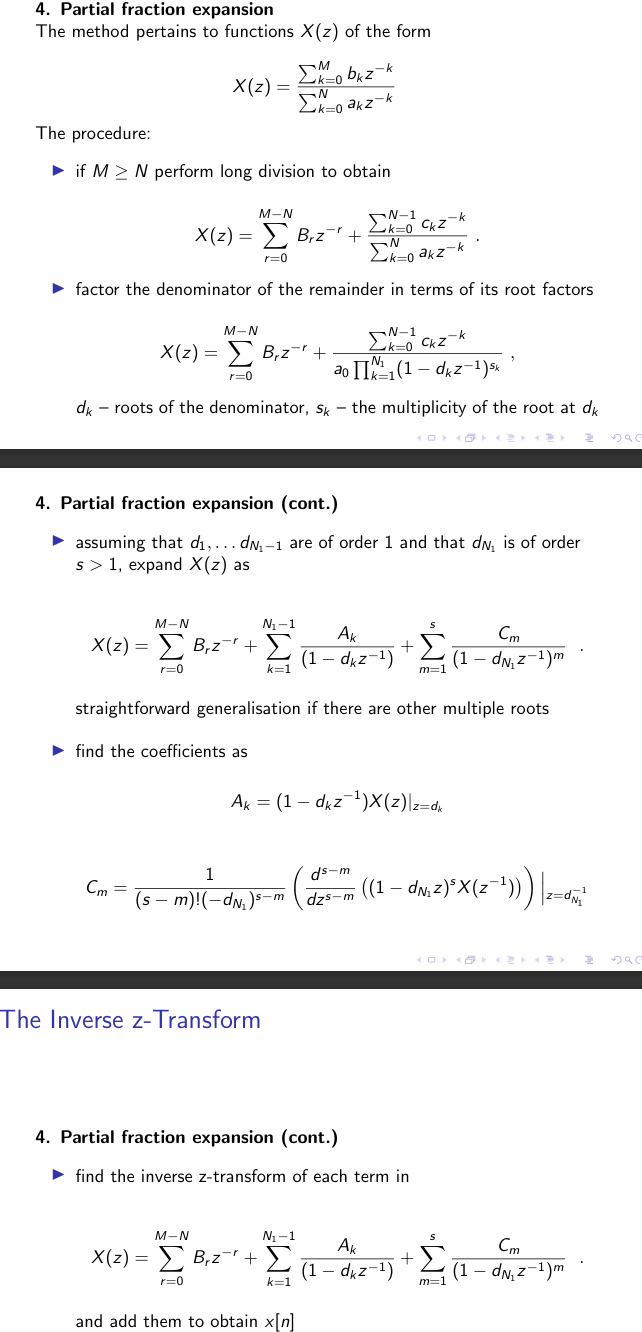 4. Partial fraction expansion
The method pertains to functions X(z) of the form
X(z) = \frac{\sum_{k=0}^{M} b_k z^{-k}}{\sum_{k=0}^{N} a_k z^{-k}}
The procedure:
▶ if M ≥ N perform long division to obtain
X(z) = \sum_{r=0}^{M-N} B_r z^{-r} + \frac{\sum_{k=0}^{N-1} c_k z^{-k}}{\sum_{k=0}^{N} a_k z^{-k}} .
▶ factor the denominator of the remainder in terms of its root factors
X(z) = \sum_{r=0}^{M-N} B_r z^{-r} + \frac{\sum_{k=0}^{N-1} c_k z^{-k}}{a_0 \prod_{k=1}^{N_1} (1 - d_k z^{-1})^{s_k}} ,
d_k – roots of the denominator, s_k – the multiplicity of the root at d_k
4. Partial fraction expansion (cont.)
▶ assuming that d_1, . . . d_{N_1-1} are of order 1 and that d_{N_1} is of order
s > 1, expand X(z) as
X(z) = \sum_{r=0}^{M-N} B_r z^{-r} + \sum_{k=1}^{N_1-1} \frac{A_k}{(1 - d_k z^{-1})} + \sum_{m=1}^{s} \frac{C_m}{(1 - d_{N_1} z^{-1})^m} .
straightforward generalisation if there are other multiple roots
▶ find the coefficients as
A_k = (1 - d_k z^{-1})X(z)|_{z=d_k}
C_m = \frac{1}{(s - m)!(-d_{N_1})^{s-m}} \left( \frac{d^{s-m}}{dz^{s-m}} \left( (1 - d_{N_1} z)^s X(z^{-1}) \right) \right) \Big|_{z=d_{N_1}^{-1}}
The Inverse z-Transform
4. Partial fraction expansion (cont.)
▶ find the inverse z-transform of each term in
X(z) = \sum_{r=0}^{M-N} B_r z^{-r} + \sum_{k=1}^{N_1-1} \frac{A_k}{(1 - d_k z^{-1})} + \sum_{m=1}^{s} \frac{C_m}{(1 - d_{N_1} z^{-1})^m} .
and add them to obtain x[n]